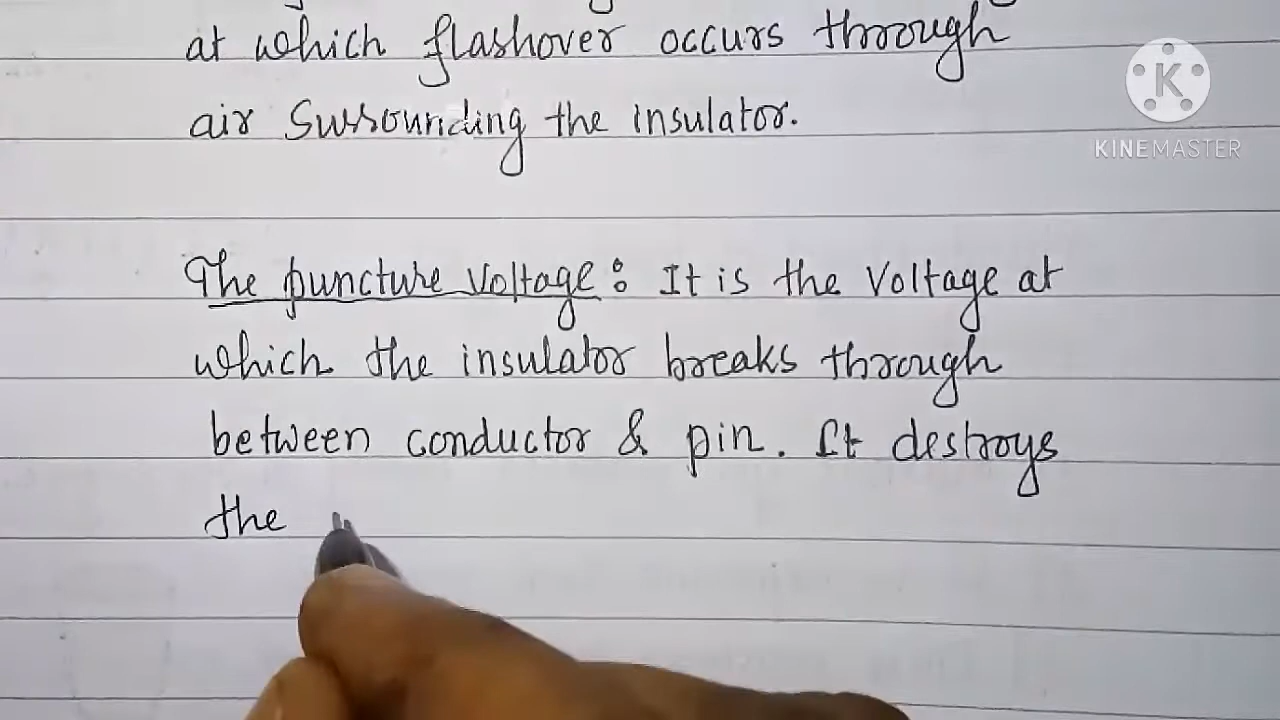 at which flashover occurs through
air Surrounding the insulator.
K
KINEMASTER
The puncture Voltage: It is the Voltage at
which the insulator breaks through
between conductor & pin. It destroys
the